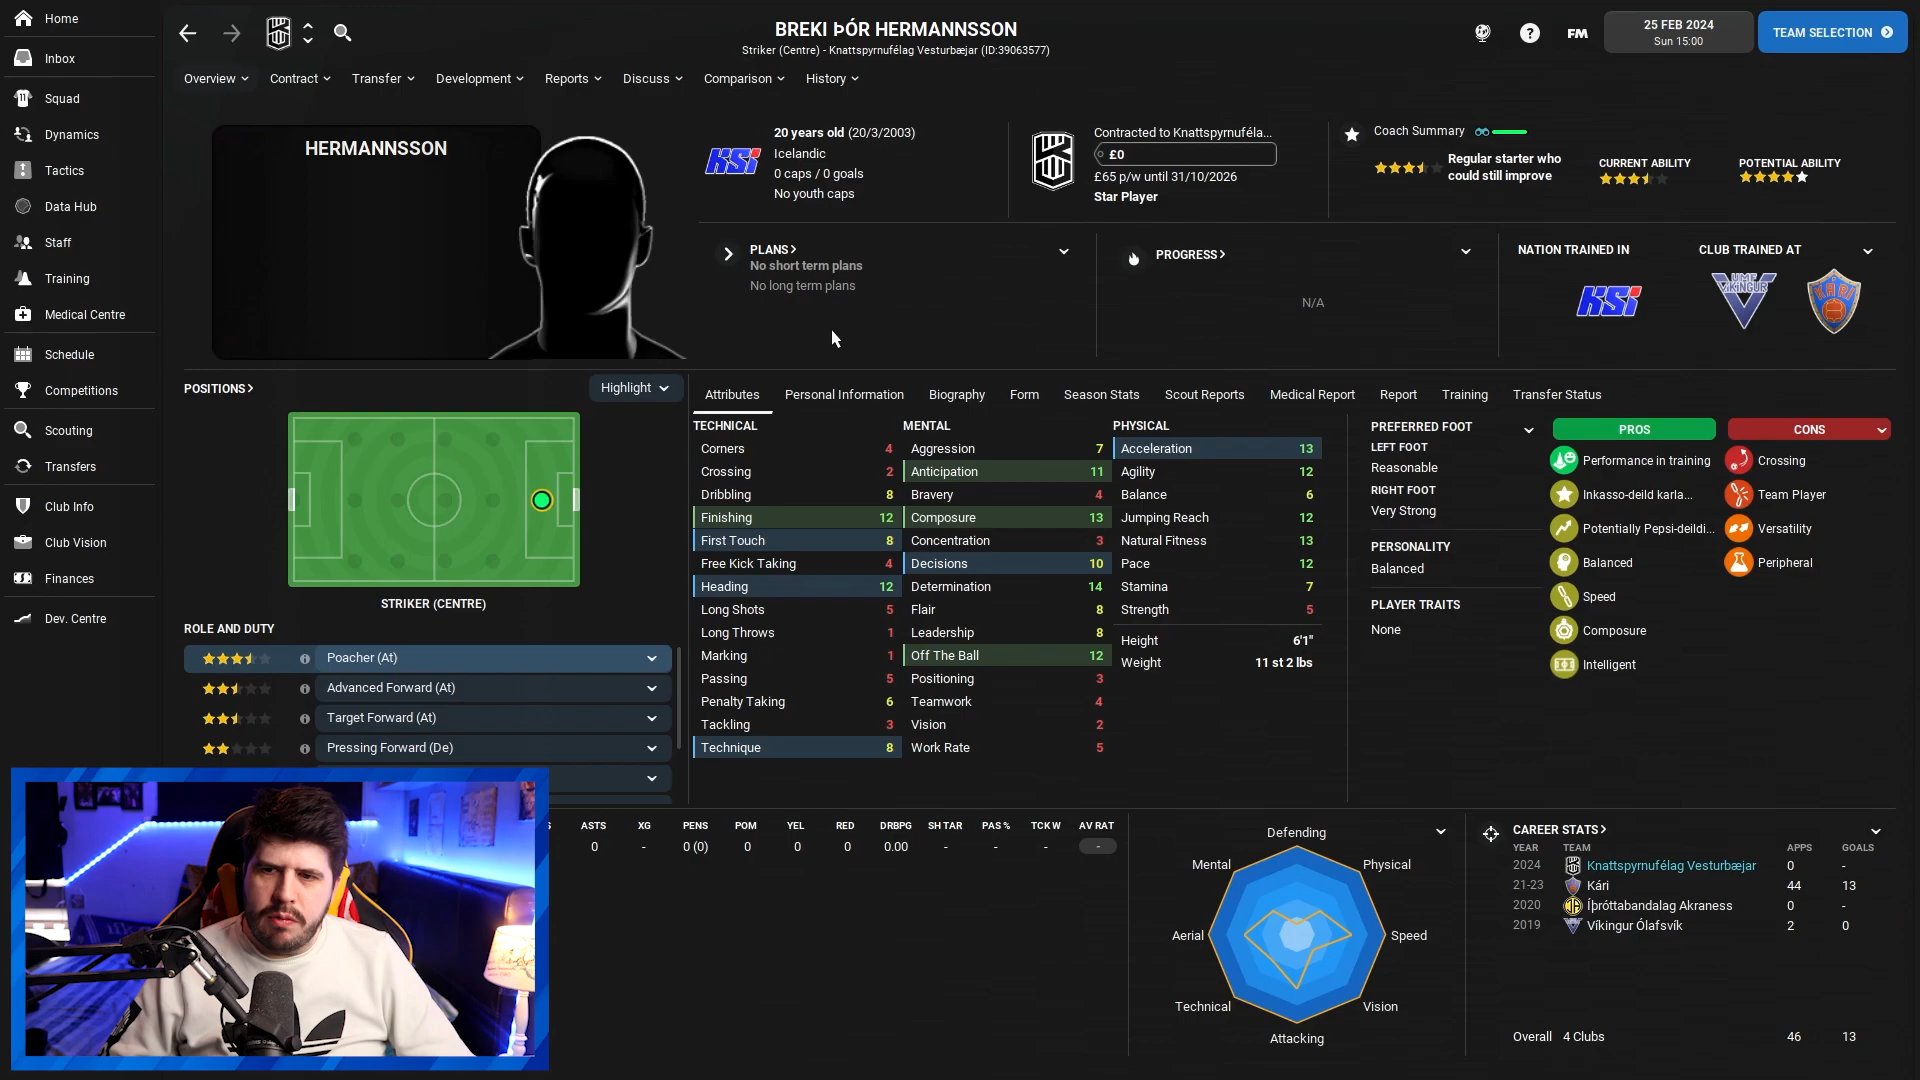 Home
Inbox
Squad
Dynamics
Tactics
Data Hub
Staff
Training
Medical Centre
Schedule
Competitions
Scouting
Transfers
Club Info
Club Vision
Finances
Dev. Centre
BREKI ÞÓR HERMANNSSON
Striker (Centre) - Knattspyrnufélag Vesturbæjar (ID:39063577)
FM
25 FEB 2024
Sun 15:00
TEAM SELECTION
Overview Contract Transfer Development Reports Discuss Comparison History
HERMANNSSON
KSI
20 years old (20/3/2003)
Icelandic
0 caps / 0 goals
No youth caps
Contracted to Knattspyrnuféla...
£0
£65 p/w until 31/10/2026
Star Player
Coach Summary
Regular starter who
could still improve
CURRENT ABILITY
POTENTIAL ABILITY
PLANS
No short term plans
No long term plans
PROGRESS
N/A
NATION TRAINED IN
KSI
CLUB TRAINED AT
UMF
VÍKINGUR
KÁRI
POSITIONS
Highlight
STRIKER (CENTRE)
ROLE AND DUTY
Poacher (At)
Advanced Forward (At)
Target Forward (At)
Pressing Forward (De)
Attributes Personal Information Biography Form Season Stats Scout Reports Medical Report Report Training Transfer Status
TECHNICAL
Corners 4
Crossing 2
Dribbling 8
Finishing 12
First Touch 8
Free Kick Taking 4
Heading 12
Long Shots 5
Long Throws 1
Marking 1
Passing 5
Penalty Taking 6
Tackling 3
Technique 8
MENTAL
Aggression 7
Anticipation 11
Bravery 4
Composure 13
Concentration 3
Decisions 10
Determination 14
Flair 8
Leadership 8
Off The Ball 12
Positioning 3
Teamwork 4
Vision 2
Work Rate 5
PHYSICAL
Acceleration 13
Agility 12
Balance 6
Jumping Reach 12
Natural Fitness 13
Pace 12
Stamina 7
Strength 5
Height 6'1"
Weight 11 st 2 lbs
PREFERRED FOOT
LEFT FOOT
Reasonable
RIGHT FOOT
Very Strong
PERSONALITY
Balanced
PLAYER TRAITS
None
PROS
Performance in training
Inkasso-deild karla...
Potentially Pepsi-deildi...
Balanced
Speed
Composure
Intelligent
CONS
Crossing
Team Player
Versatility
Peripheral
S ASTS XG PENS POM YEL RED DRBPG SH TAR PAS % TCK W AV RAT
0 - 0 (0) 0 0 0 0.00 - - - -
Defending
Mental
Physical
Aerial
Speed
Technical
Vision
Attacking
CAREER STATS
YEAR TEAM APPS GOALS
2024 Knattspyrnufélag Vesturbæjar 0 -
21-23 Kári 44 13
2020 Íþróttabandalag Akraness 0 -
2019 Víkingur Ólafsvík 2 0
Overall 4 Clubs 46 13